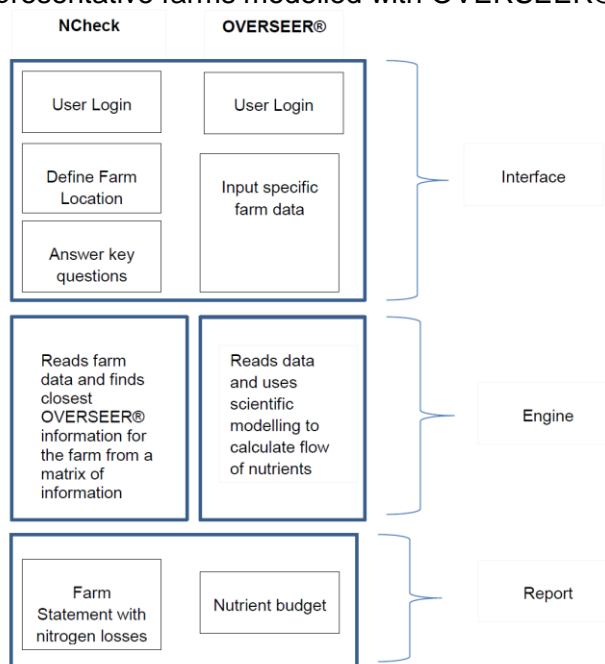 presentative farms modelled with OVERSEER®
NCheck
OVERSEER®
User Login
User Login
Define Farm
Location
Input specific
farm data
Answer key
questions
Interface
Reads farm
data and finds
closest
OVERSEER®
information for
the farm from a
matrix of
information
Reads data
and uses
scientific
modelling to
calculate flow
of nutrients
Engine
Farm
Statement with
nitrogen losses
Nutrient budget
Report